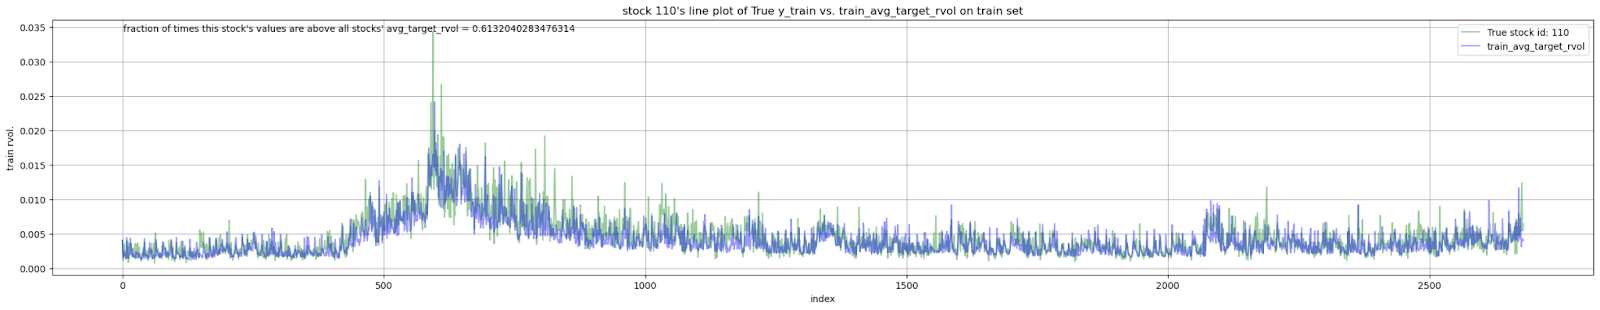 stock 110's line plot of True y_train vs. train_avg_target_rvol on train set
fraction of times this stock's values are above all stocks' avg_target_rvol = 0.6132040283476314
True stock id: 110
train_avg_target_rvol
train rvol.
0.035
0.030
0.025
0.020
0.015
0.010
0.005
0.000
0
500
1000
1500
2000
2500
index